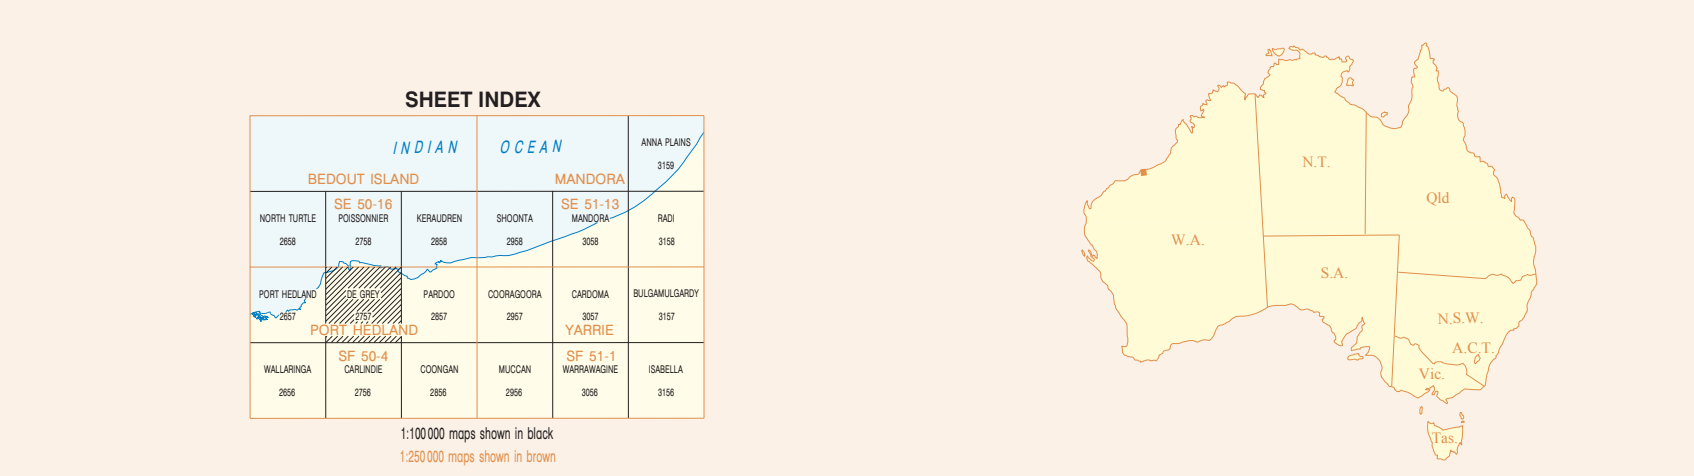 SHEET INDEX
INDIAN OCEAN
ANNA PLAINS
3159
BEDOUT ISLAND
MANDORA
SE 50-16
SE 51-13
NORTH TURTLE
POISSONNIER
KERAUDREN
SHOONTA
MANDORA
RADI
2658
2758
2858
2958
3058
3158
PORT HEDLAND
DE GREY
PARDOO
COORAGOORA
CARDOMA
BULGAMULGARDY
2657
2757
2857
2957
3057
3157
PORT HEDLAND
YARRIE
SF 50-4
SF 51-1
WALLARINGA
CARLINDIE
COONGAN
MUCCAN
WARRAWAGINE
ISABELLA
2656
2756
2856
2956
3056
3156
1:100 000 maps shown in black
1:250 000 maps shown in brown
N.T.
Qld
W.A.
S.A.
N.S.W.
A.C.T.
Vic.
Tas.